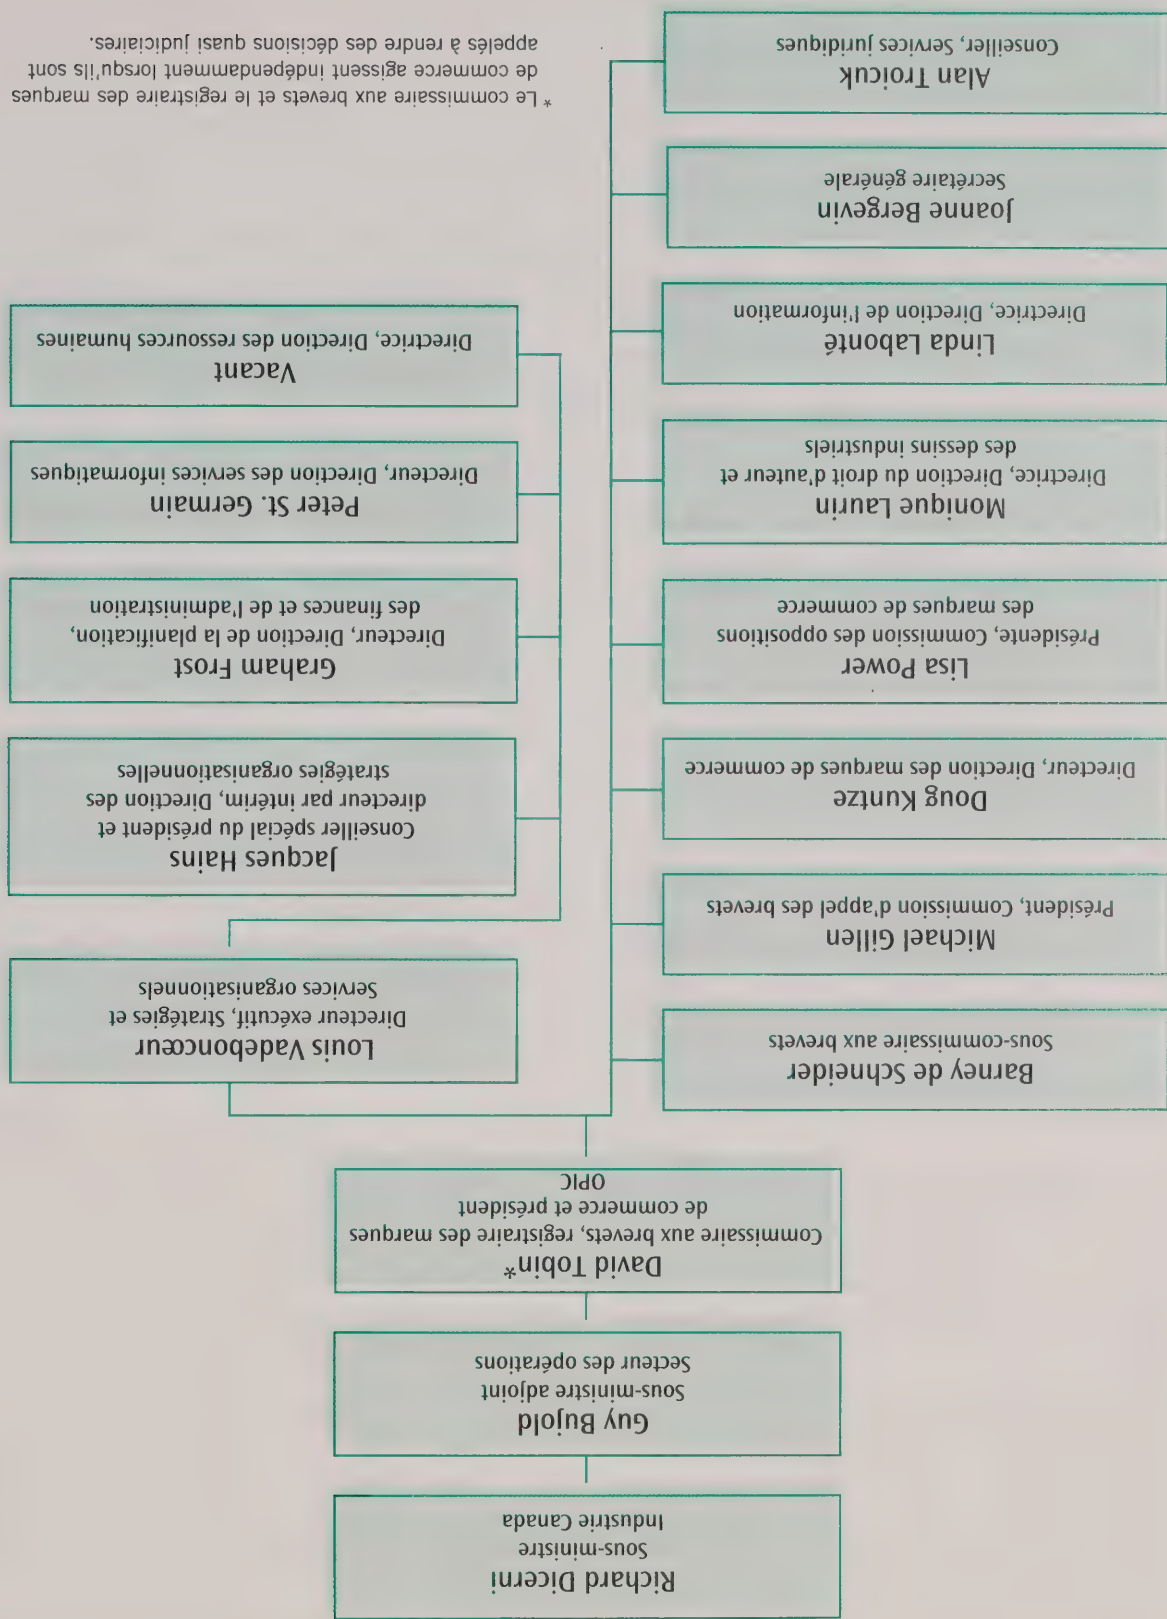 Richard Dicerni
Sous-ministre
Industrie Canada
Guy Bujold
Sous-ministre adjoint
Secteur des opérations
David Tobin*
Commissaire aux brevets, registraire des marques
de commerce et président
OPIC
Barney de Schneider
Sous-commissaire aux brevets
Michael Gillen
Président, Commission d'appel des brevets
Doug Kuntze
Directeur, Direction des marques de commerce
Lisa Power
Présidente, Commission des oppositions
des marques de commerce
Monique Laurin
Directrice, Direction du droit d'auteur et
des dessins industriels
Linda Labonté
Directrice, Direction de l'information
Joanne Bergevin
Secrétaire générale
Alan Troicuk
Conseiller, Services juridiques
Louis Vadeboncœur
Directeur exécutif, Stratégies et
Services organisationnels
Jacques Hains
Conseiller spécial du président et
directeur par intérim, Direction des
stratégies organisationnelles
Graham Frost
Directeur, Direction de la planification,
des finances et de l'administration
Peter St. Germain
Directeur, Direction des services informatiques
Vacant
Directrice, Direction des ressources humaines
* Le commissaire aux brevets et le registraire des marques
de commerce agissent indépendamment lorsqu'ils sont
appelés à rendre des décisions quasi judiciaires.